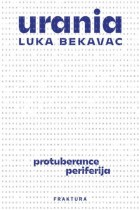 urania
LUKA BEKAVAC
protuberance
periferija
FRAKTURA